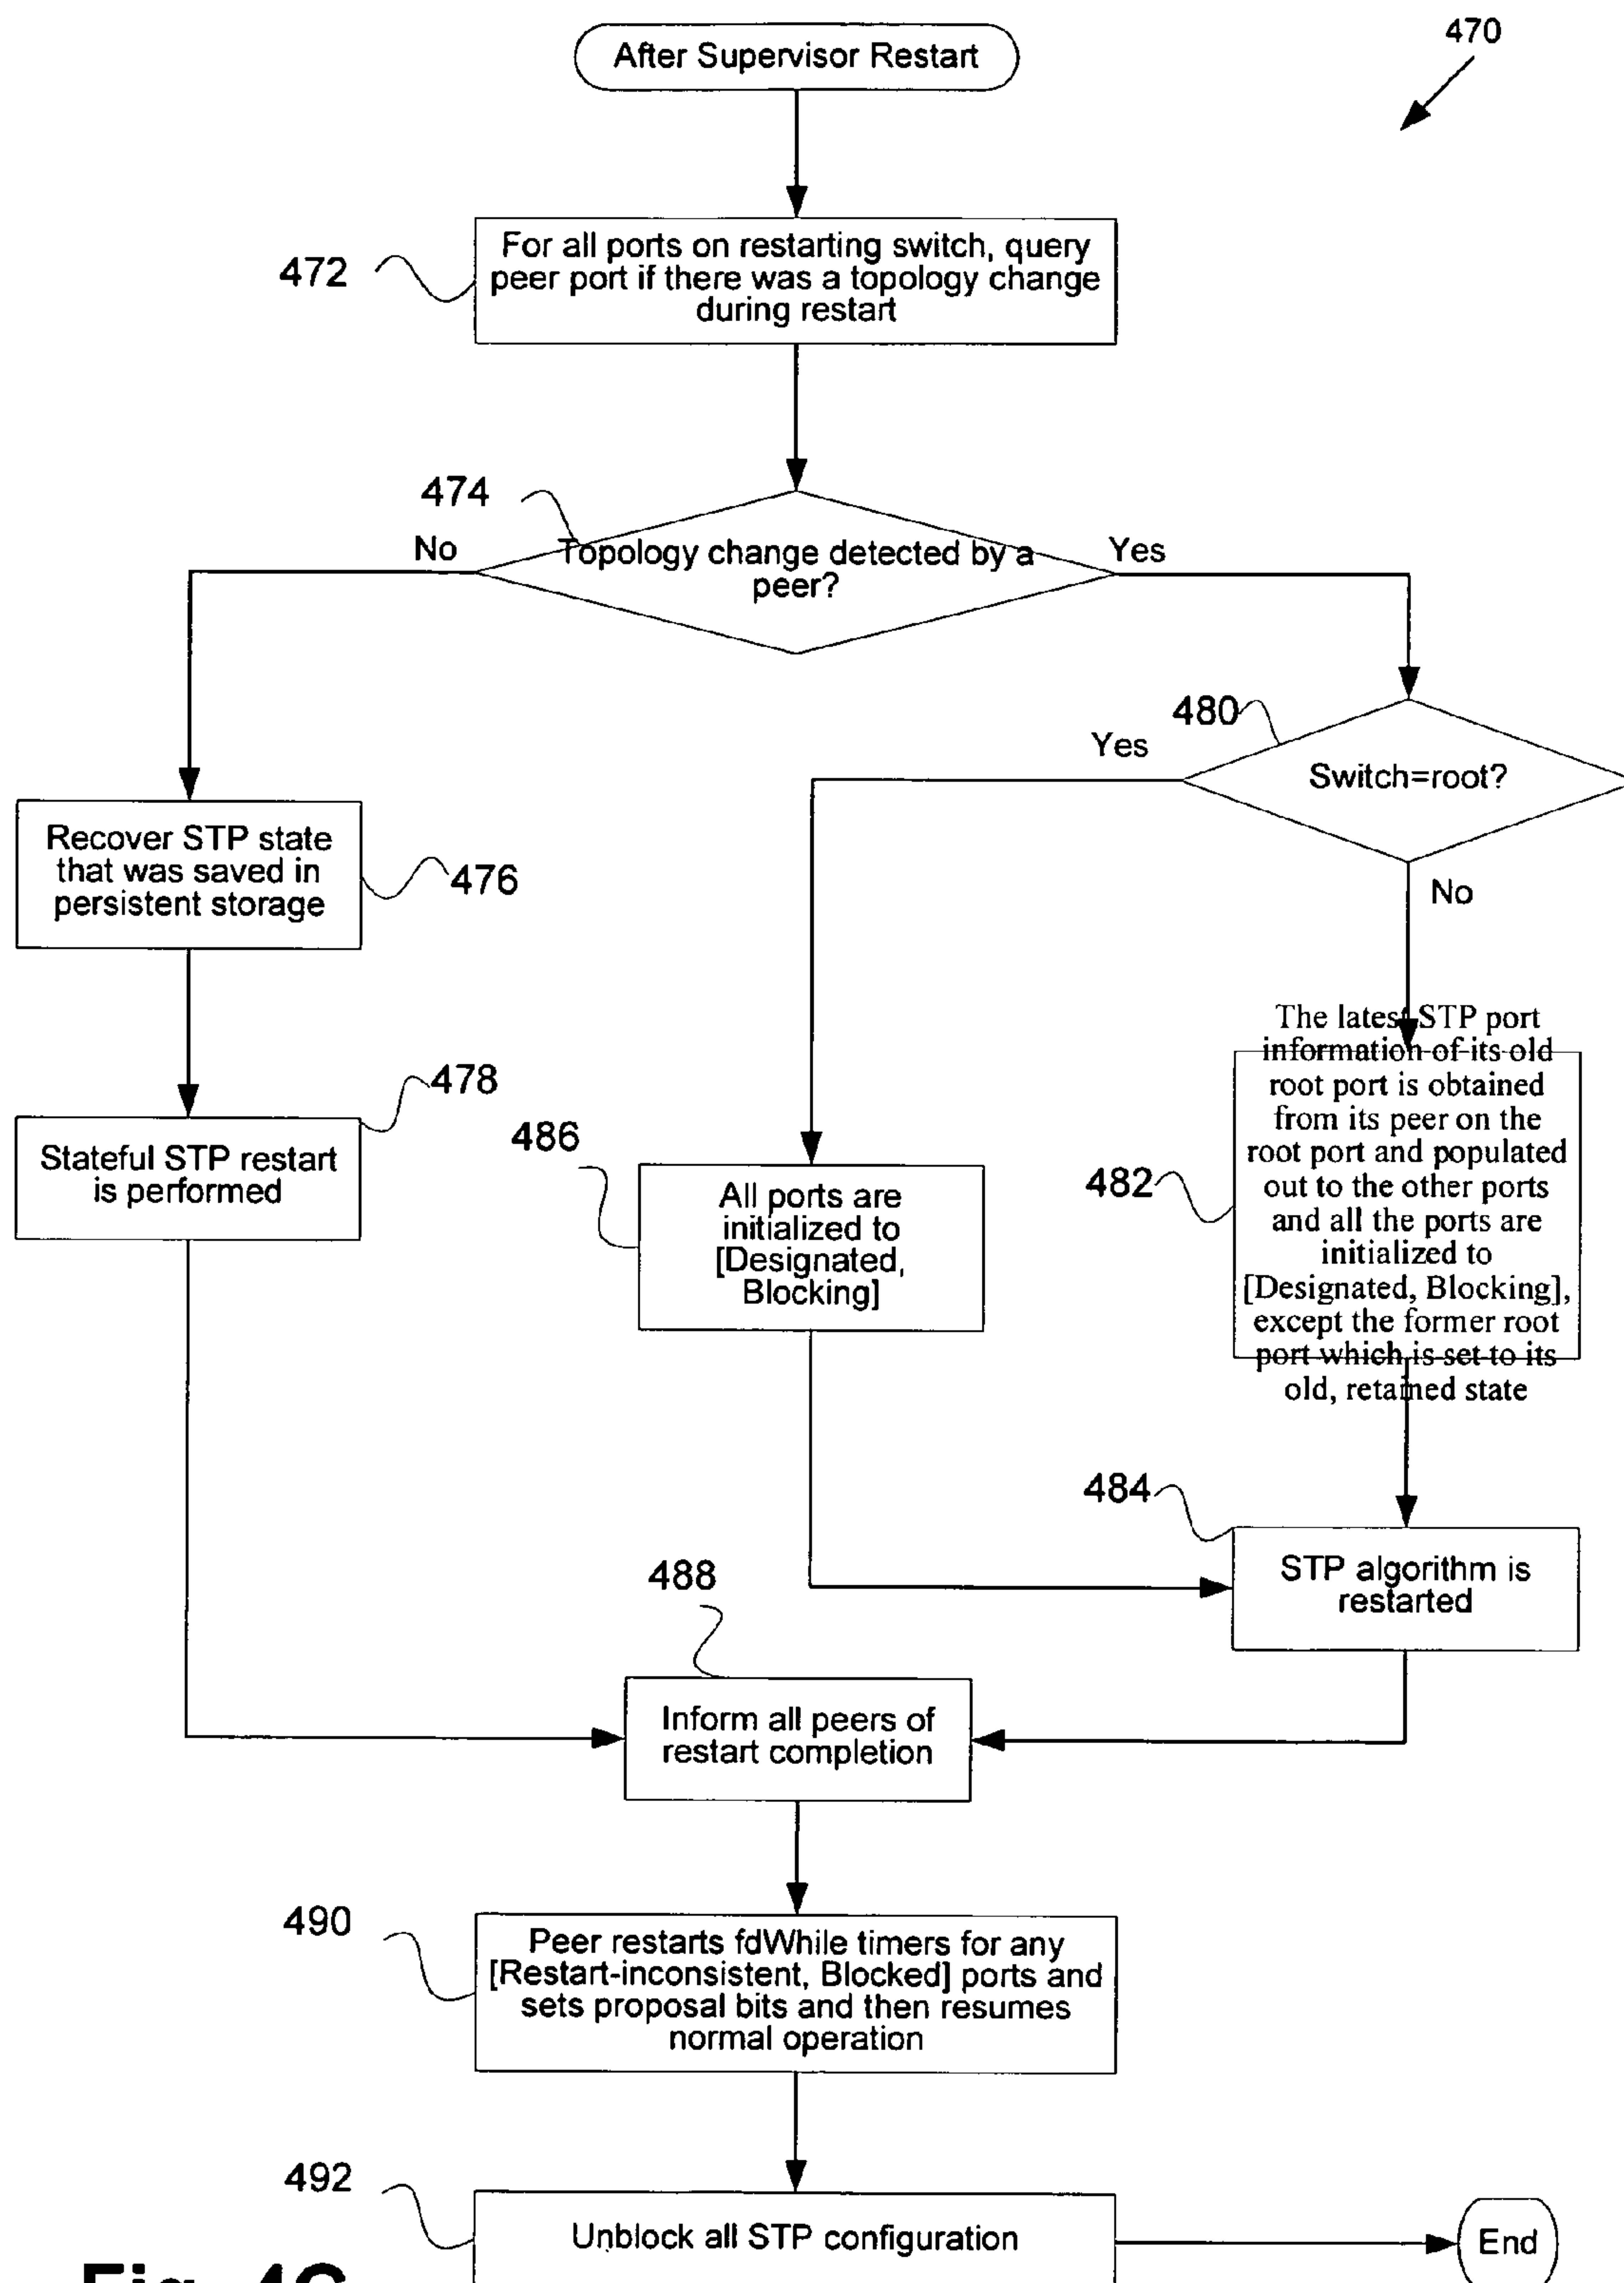 After Supervisor Restart
470
For all ports on restarting switch, query
peer port if there was a topology change
during restart
472
474
No
Topology change detected by a
peer?
Yes
480
Yes
Switch=root?
No
Recover STP state
that was saved in
persistent storage
476
The latest STP port
information of its old
root port is obtained
from its peer on the
root port and populated
out to the other ports
and all the ports are
initialized to
[Designated, Blocking],
except the former root
port which is set to its
old, retained state
482
478
Stateful STP restart
is performed
486
All ports are
initialized to
[Designated,
Blocking]
484
STP algorithm is
restarted
488
Inform all peers of
restart completion
490
Peer restarts fdWhile timers for any
[Restart-inconsistent, Blocked] ports and
sets proposal bits and then resumes
normal operation
492
Unblock all STP configuration
End
Fig. 4C